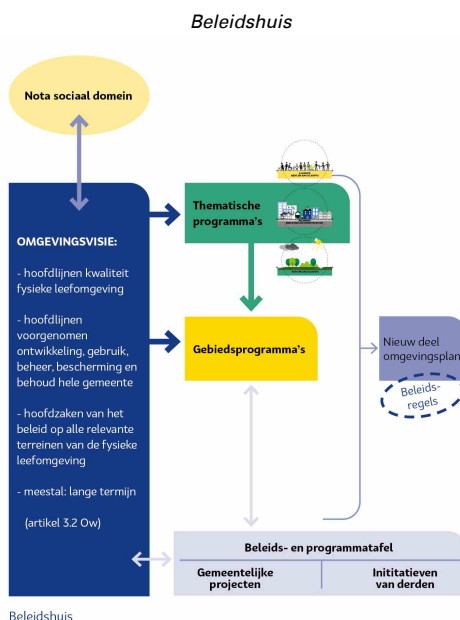 Beleidshuis
Nota sociaal domein
OMGEVINGSVISIE:
- hoofdlijnen kwaliteit
fysieke leefomgeving
- hoofdlijnen
voorgenomen
ontwikkeling, gebruik,
beheer, bescherming en
behoud hele gemeente
- hoofdzaken van het
beleid op alle relevante
terreinen van de fysieke
leefomgeving
- meestal: lange termijn
(artikel 3.2 Ow)
Thematische
programma's
Gebiedsprogramma's
Nieuw deel
omgevingsplan
Beleids-
regels
Beleids- en programmatafel
Gemeentelijke
projecten
Inititatieven
van derden
Beleidshuis